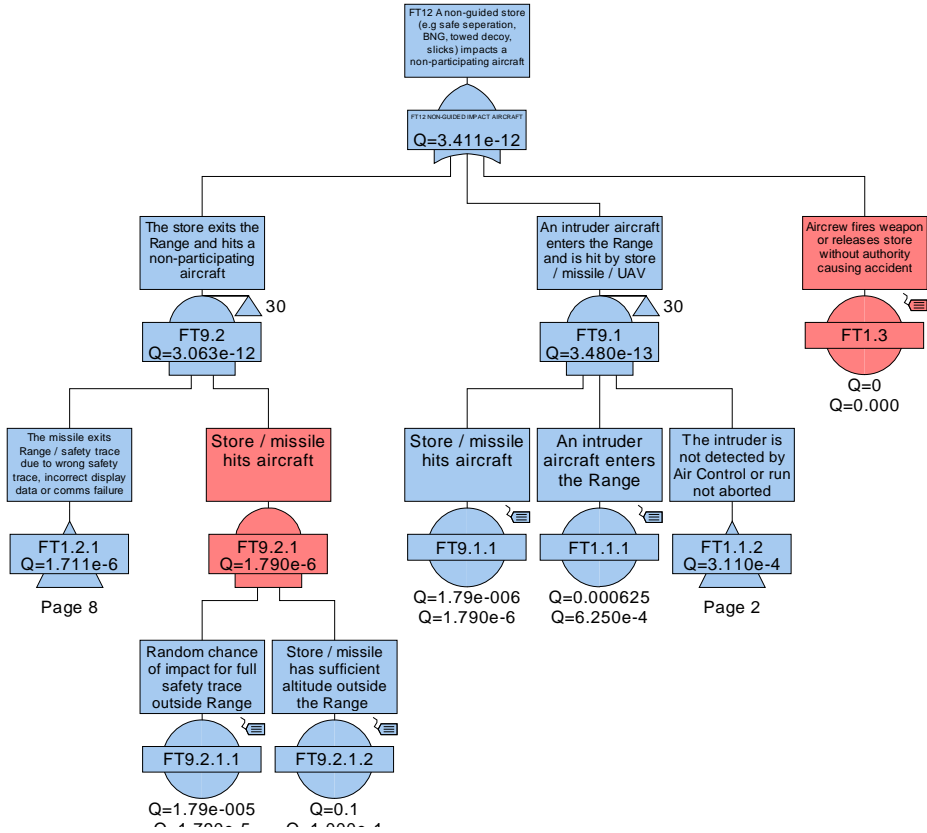 FT12 A non-guided store
(e.g safe seperation,
BNG, towed decoy,
slicks) impacts a
non-participating aircraft
FT12 NON-GUIDED IMPACT AIRCRAFT
Q=3.411e-12
The store exits the
Range and hits a
non-participating
aircraft
30
FT9.2
Q=3.063e-12
An intruder aircraft
enters the Range
and is hit by store
/ missile / UAV
30
FT9.1
Q=3.480e-13
Aircrew fires weapon
or releases store
without authority
causing accident
FT1.3
Q=0
Q=0.000
The missile exits
Range / safety trace
due to wrong safety
trace, incorrect display
data or comms failure
FT1.2.1
Q=1.711e-6
Page 8
Store / missile
hits aircraft
FT9.2.1
Q=1.790e-6
Store / missile
hits aircraft
FT9.1.1
Q=1.79e-006
Q=1.790e-6
An intruder
aircraft enters
the Range
FT1.1.1
Q=0.000625
Q=6.250e-4
The intruder is
not detected by
Air Control or run
not aborted
FT1.1.2
Q=3.110e-4
Page 2
Random chance
of impact for full
safety trace
outside Range
FT9.2.1.1
Q=1.79e-005
Q=1.790e-5
Store / missile
has sufficient
altitude outside
the Range
FT9.2.1.2
Q=0.1
Q=1.000e-1